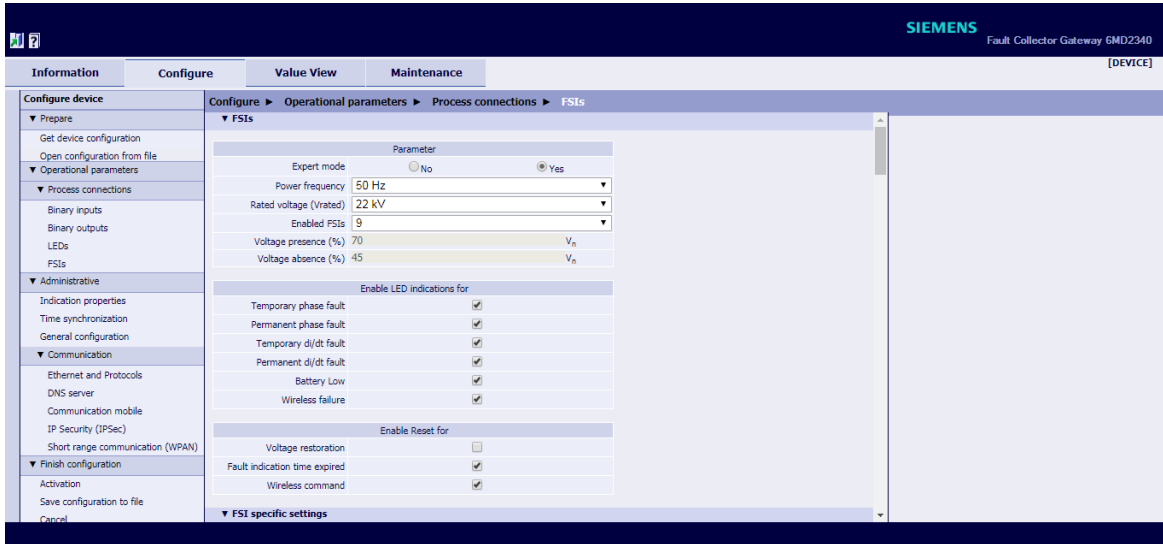 SIEMENS
Fault Collector Gateway 6MD2340
[DEVICE]
Information Configure Value View Maintenance
Configure device
▼ Prepare
Get device configuration
Open configuration from file
▼ Operational parameters
▼ Process connections
Binary inputs
Binary outputs
LEDs
FSIs
▼ Administrative
Indication properties
Time synchronization
General configuration
▼ Communication
Ethernet and Protocols
DNS server
Communication mobile
IP Security (IPSec)
Short range communication (WPAN)
▼ Finish configuration
Activation
Save configuration to file
Cancel
Configure ► Operational parameters ► Process connections ► FSIs
▼ FSIs
Parameter
Expert mode No Yes
Power frequency 50 Hz
Rated voltage (Vrated) 22 kV
Enabled FSIs 9
Voltage presence (%) 70 Vn
Voltage absence (%) 45 Vn
Enable LED indications for
Temporary phase fault
Permanent phase fault
Temporary di/dt fault
Permanent di/dt fault
Battery Low
Wireless failure
Enable Reset for
Voltage restoration
Fault indication time expired
Wireless command
▼ FSI specific settings